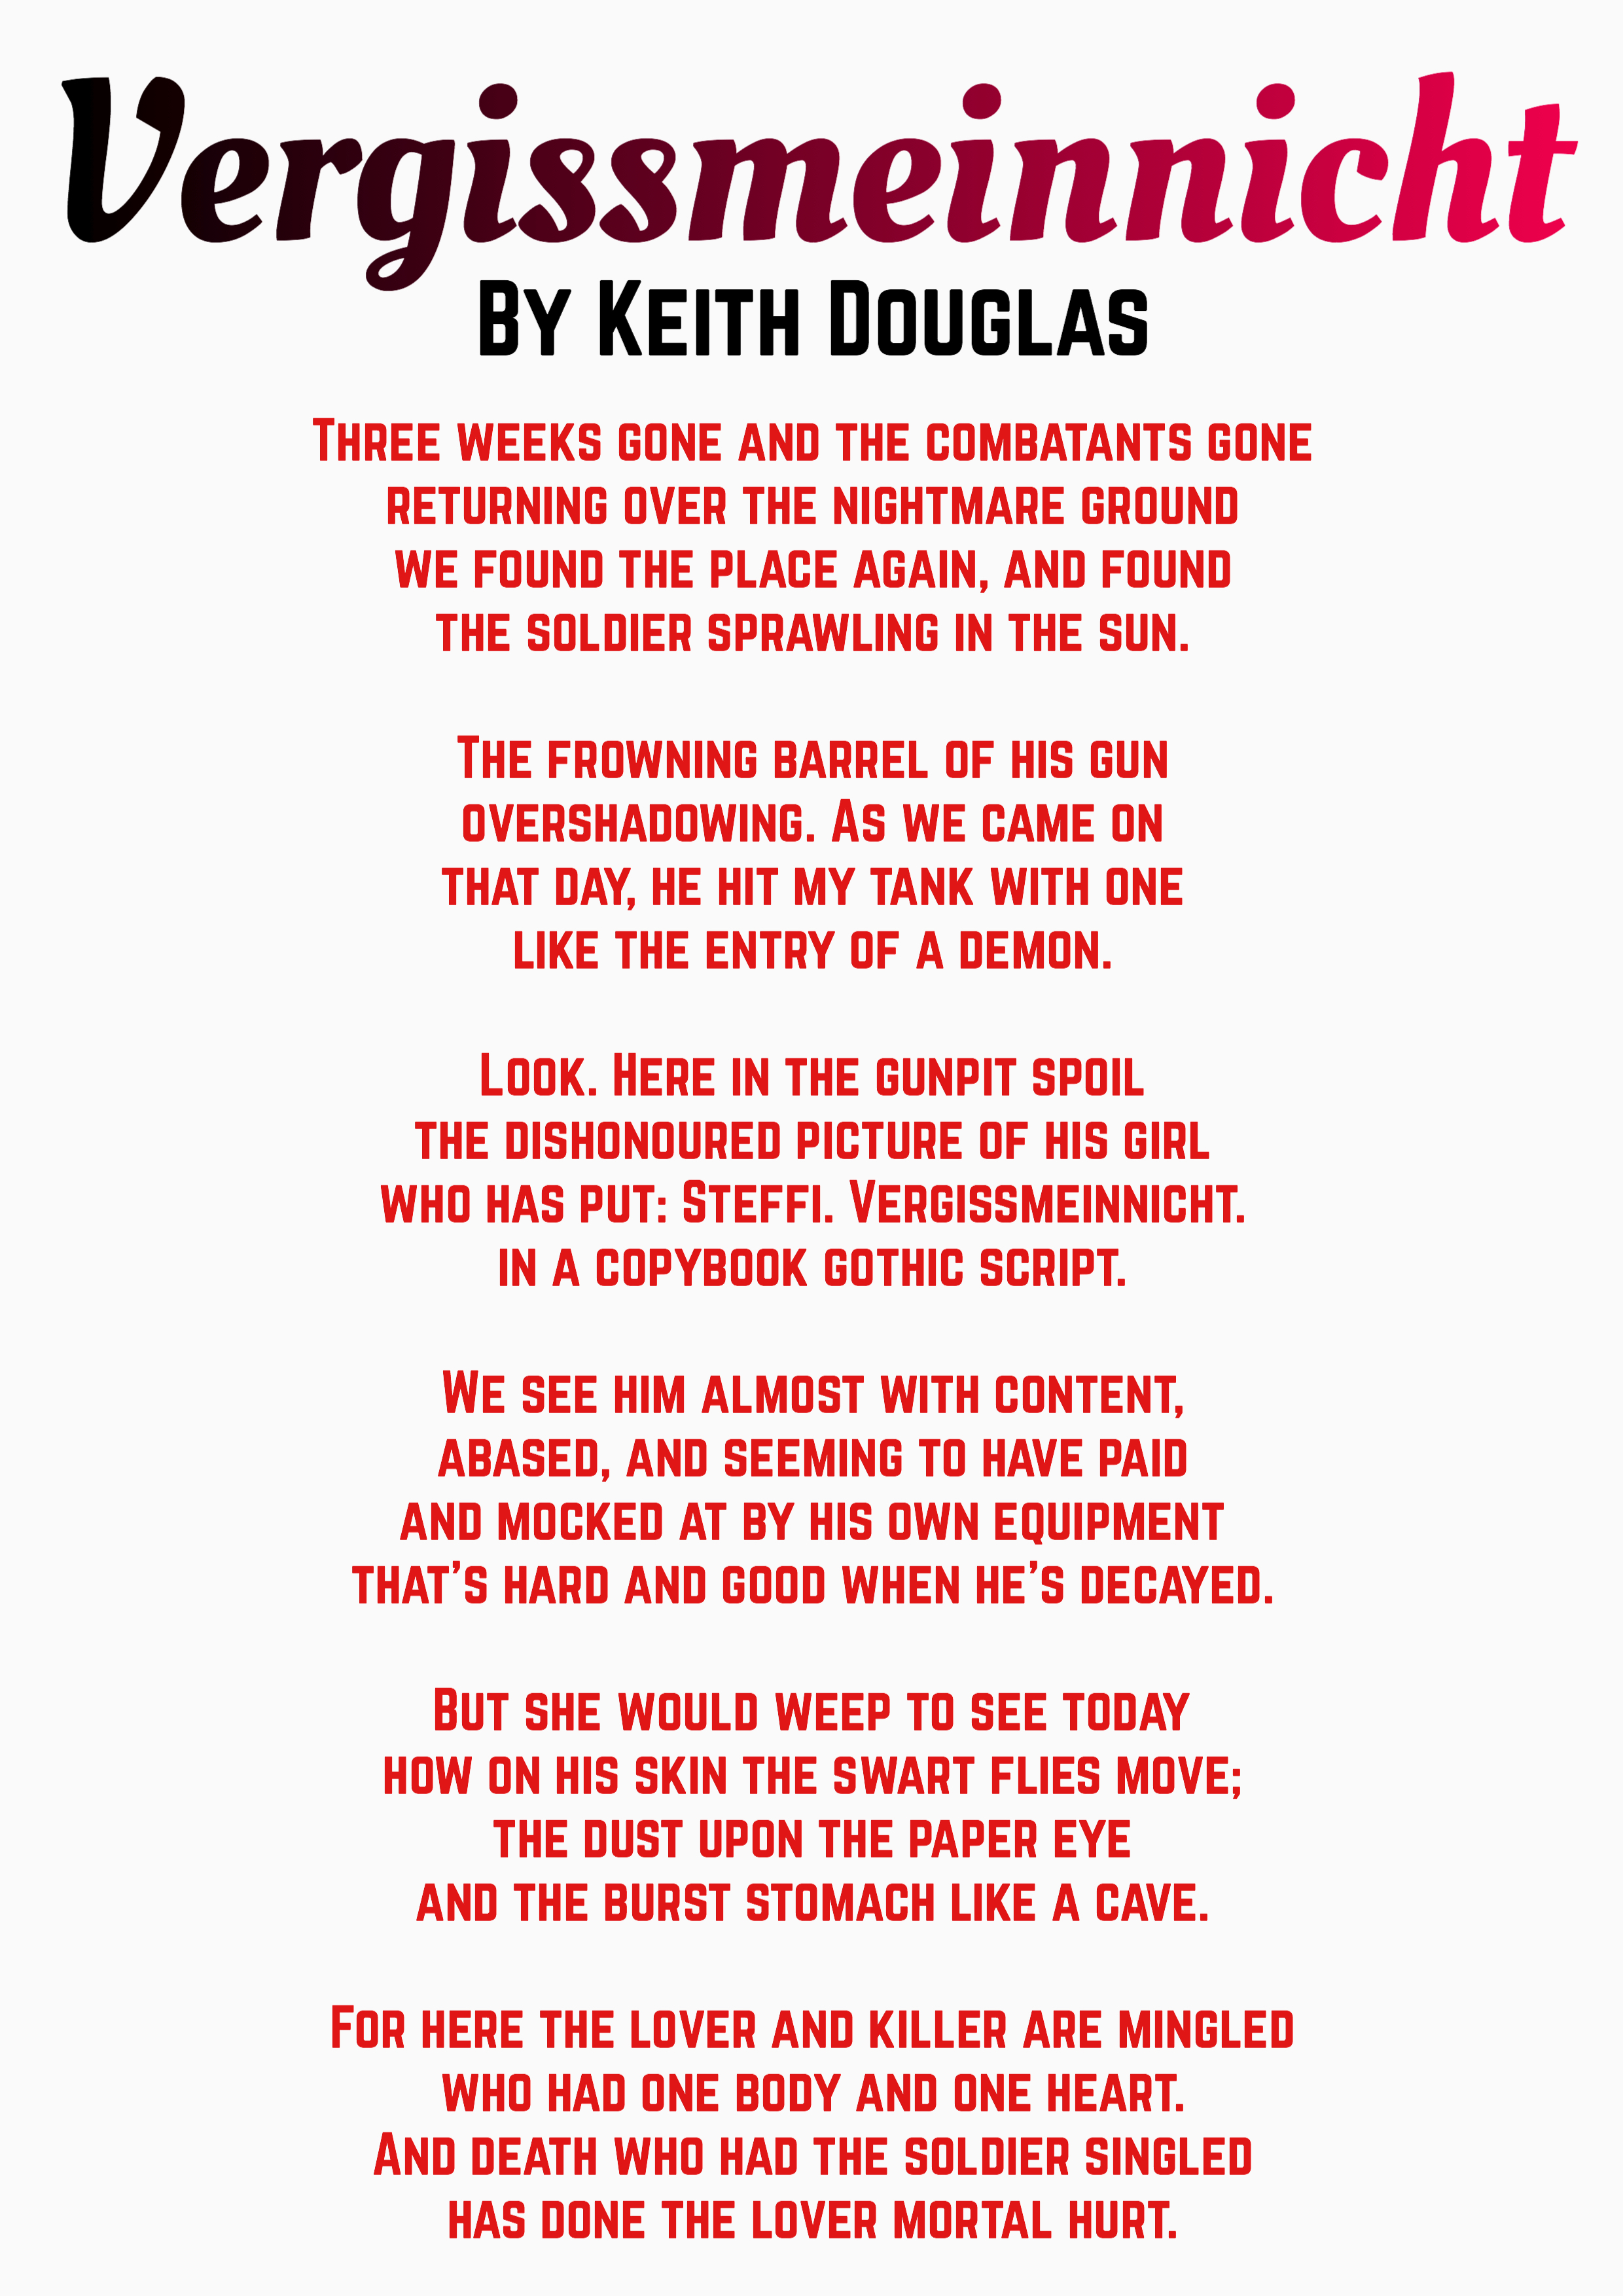 Vergissmeinnicht
By Keith Douglas
Three weeks gone and the combatants gone
returning over the nightmare ground
we found the place again, and found
the soldier sprawling in the sun.
The frowning barrel of his gun
overshadowing. As we came on
that day, he hit my tank with one
like the entry of a demon.
Look. Here in the gunpit spoil
the dishonoured picture of his girl
who has put: Steffi. Vergissmeinnicht.
in a copybook gothic script.
We see him almost with content,
abased, and seeming to have paid
and mocked at by his own equipment
that's hard and good when he's decayed.
But she would weep to see today
how on his skin the swart flies move;
the dust upon the paper eye
and the burst stomach like a cave.
For here the lover and killer are mingled
who had one body and one heart.
And death who had the soldier singled
has done the lover mortal hurt.